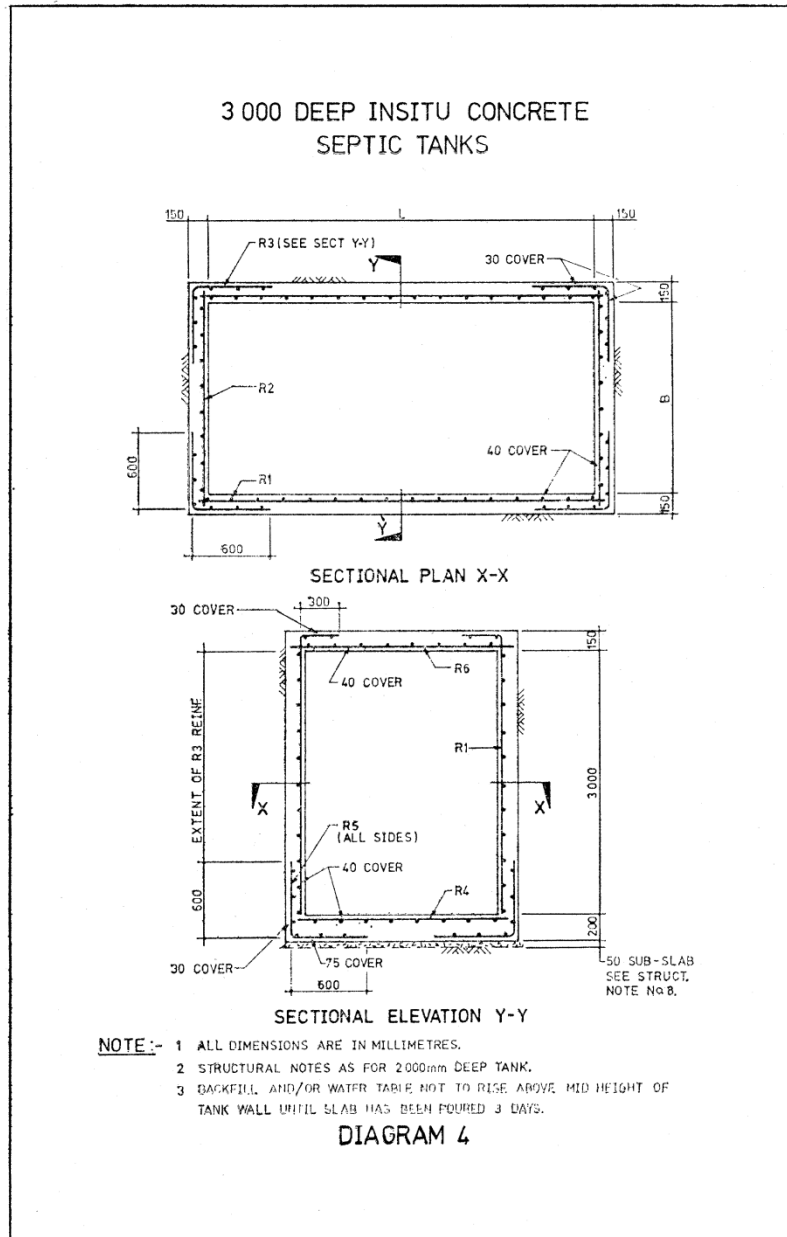 3 000 DEEP INSITU CONCRETE
SEPTIC TANKS
150
L
150
R3 (SEE SECT Y-Y)
Y
30 COVER
150
R2
B
600
40 COVER
R1
150
Y
600
SECTIONAL PLAN X-X
300
30 COVER
150
R6
40 COVER
EXTENT OF R3 REINF
R1
3 000
X
X
R5
(ALL SIDES)
40 COVER
600
R4
200
30 COVER
75 COVER
50 SUB-SLAB
SEE STRUCT.
NOTE No 8.
600
SECTIONAL ELEVATION Y-Y
NOTE:- 1 ALL DIMENSIONS ARE IN MILLIMETRES.
2 STRUCTURAL NOTES AS FOR 2 000mm DEEP TANK.
3 BACKFILL AND/OR WATER TABLE NOT TO RISE ABOVE MID HEIGHT OF
TANK WALL UNTIL SLAB HAS BEEN POURED 3 DAYS.
DIAGRAM 4